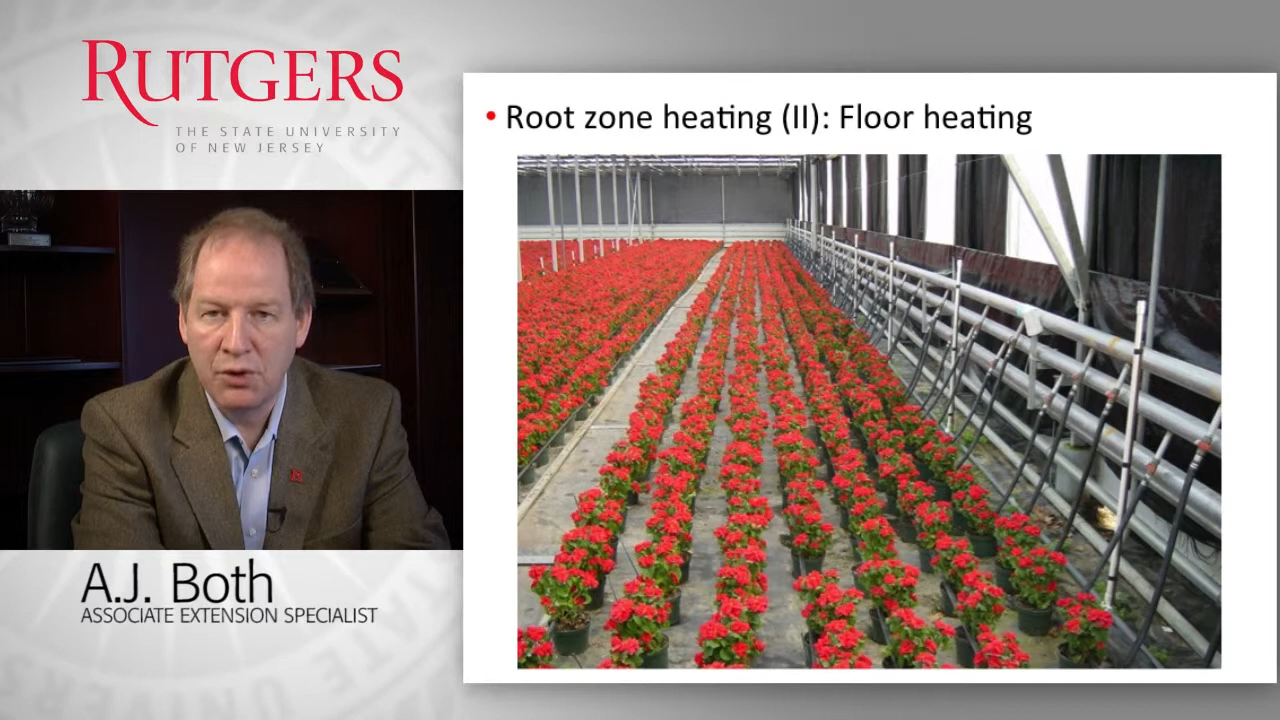 RUTGERS
THE STATE UNIVERSITY
OF NEW JERSEY
A.J. Both
ASSOCIATE EXTENSION SPECIALIST
• Root zone heating (II): Floor heating